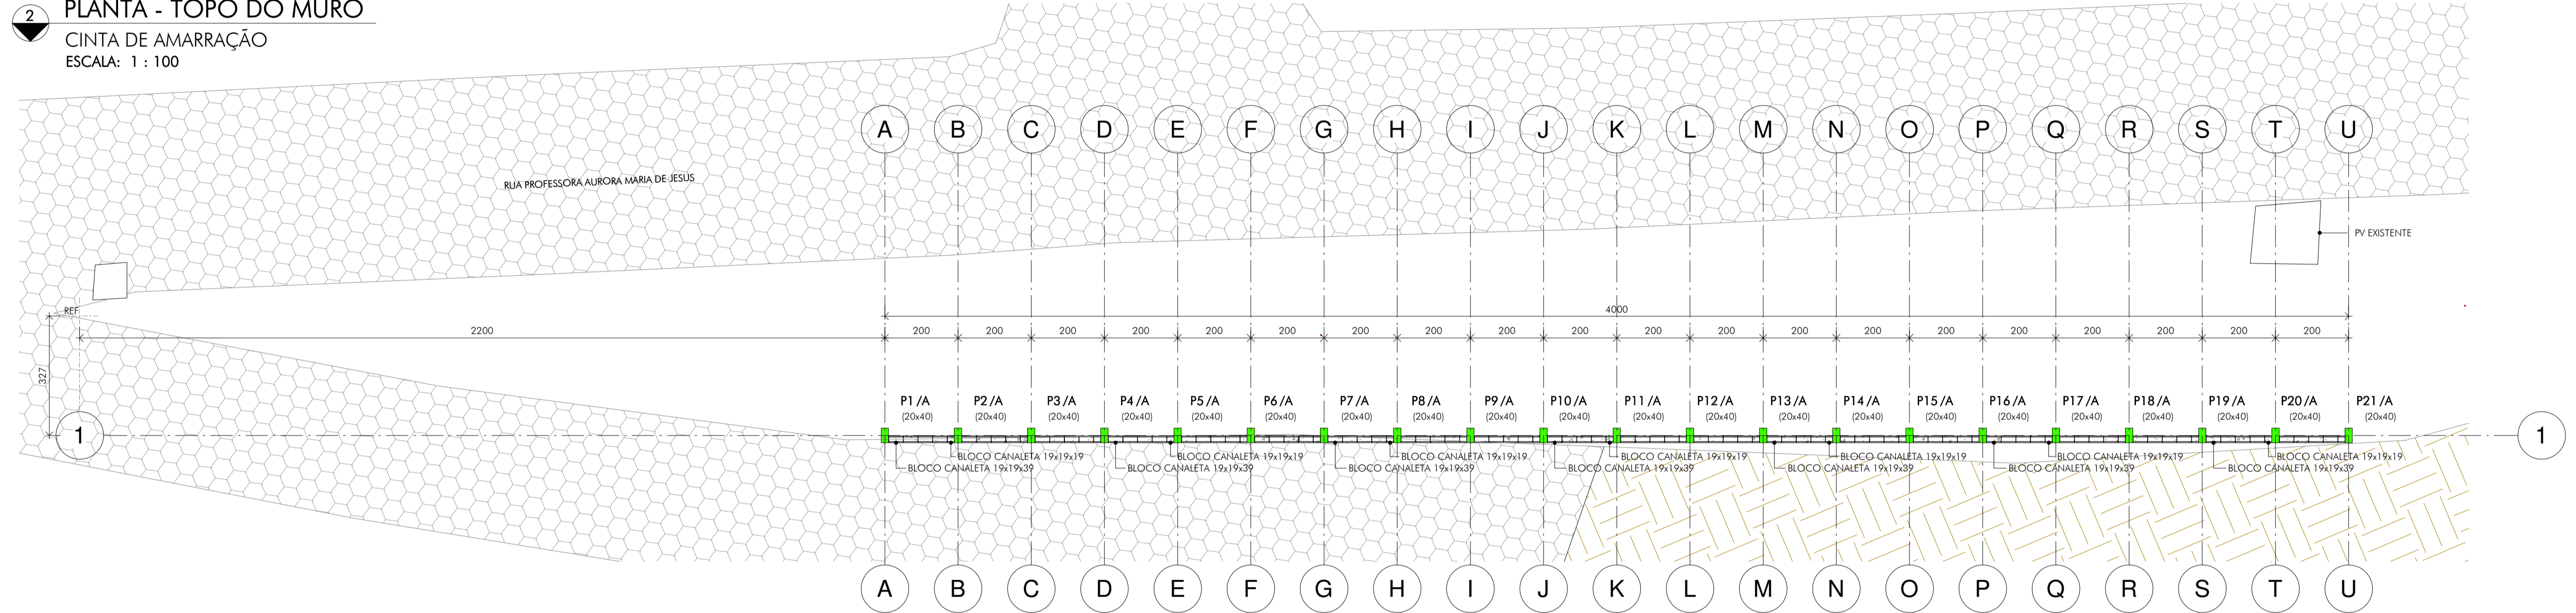 2
PLANTA - TOPO DO MURO
CINTA DE AMARRAÇÃO
ESCALA: 1 : 100
A B C D E F G H I J K L M N O P Q R S T U
RUA PROFESSORA AURORA MARIA DE JESUS
PV EXISTENTE
REF
4000
2200 200 200 200 200 200 200 200 200 200 200 200 200 200 200 200 200 200 200 200 200
327
P1/A P2/A P3/A P4/A P5/A P6/A P7/A P8/A P9/A P10/A P11/A P12/A P13/A P14/A P15/A P16/A P17/A P18/A P19/A P20/A P21/A
(20x40) (20x40) (20x40) (20x40) (20x40) (20x40) (20x40) (20x40) (20x40) (20x40) (20x40) (20x40) (20x40) (20x40) (20x40) (20x40) (20x40) (20x40) (20x40) (20x40) (20x40)
1 1
BLOCO CANALETA 19x19x19 BLOCO CANALETA 19x19x19 BLOCO CANALETA 19x19x19 BLOCO CANALETA 19x19x19 BLOCO CANALETA 19x19x19 BLOCO CANALETA 19x19x19 BLOCO CANALETA 19x19x19
BLOCO CANALETA 19x19x39 BLOCO CANALETA 19x19x39 BLOCO CANALETA 19x19x39 BLOCO CANALETA 19x19x39 BLOCO CANALETA 19x19x39 BLOCO CANALETA 19x19x39 BLOCO CANALETA 19x19x39
A B C D E F G H I J K L M N O P Q R S T U